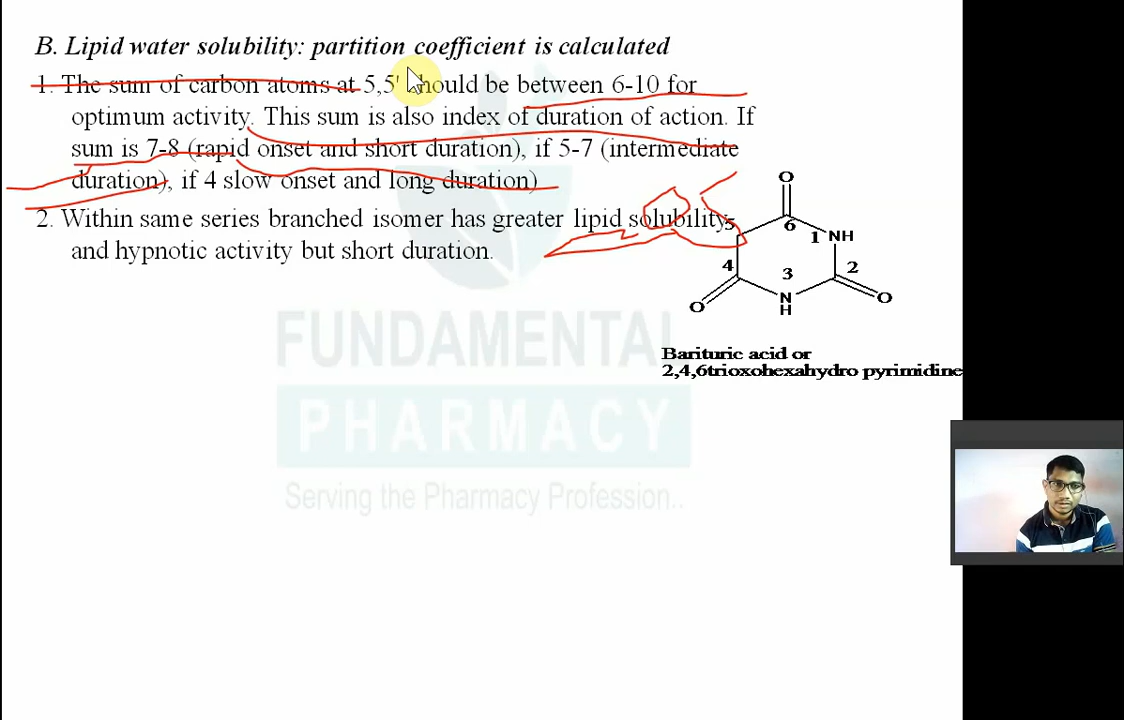 B. Lipid water solubility: partition coefficient is calculated
1. The sum of carbon atoms at 5,5' should be between 6-10 for
optimum activity. This sum is also index of duration of action. If
sum is 7-8 (rapid onset and short duration), if 5-7 (intermediate
duration), if 4 slow onset and long duration)
2. Within same series branched isomer has greater lipid solubility
and hypnotic activity but short duration.
O
6
5
1 NH
4
3
2
O
N
H
O
Barituric acid or
2,4,6trioxohexahydro pyrimidine
FUNDAMENTAL
PHARMACY
Serving the Pharmacy Profession..